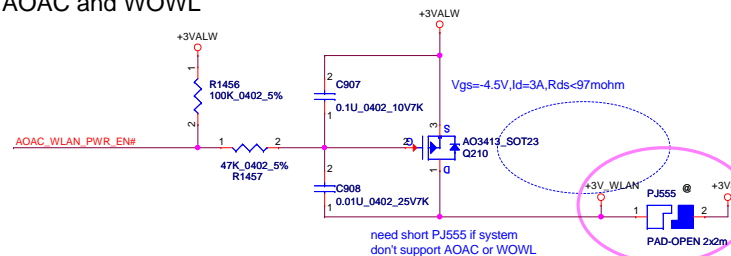 AOAC and WOWL
+3VALW
+3VALW
1
R1456
100K_0402_5%
2
2
C907
0.1U_0402_10V7K
1
Vgs=-4.5V,Id=3A,Rds<97mohm
AOAC_WLAN_PWR_EN#
1
2
47K_0402_5%
R1457
3
S
2
G
AO3413_SOT23
Q210
D
1
2
C908
0.01U_0402_25V7K
1
+3V_WLAN
PJ555
@
+3V
1
2
PAD-OPEN 2x2m
need short PJ555 if system
don't support AOAC or WOWL